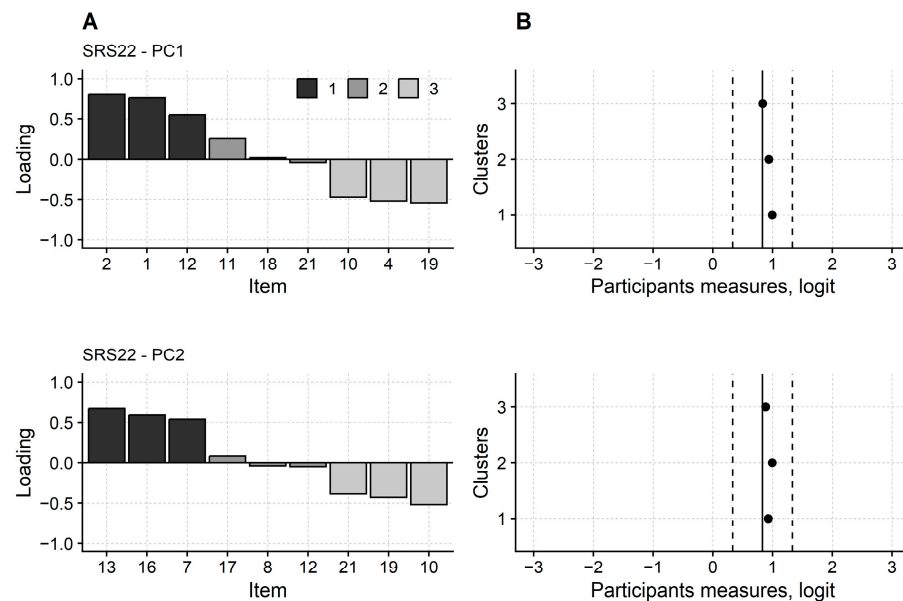 A
B
SRS22 - PC1
1 2 3
Loading
1.0
0.5
0.0
−0.5
−1.0
2 1 12 11 18 21 10 4 19
Item
Clusters
3
2
1
−3 −2 −1 0 1 2 3
Participants measures, logit
SRS22 - PC2
Loading
1.0
0.5
0.0
−0.5
−1.0
13 16 7 17 8 12 21 19 10
Item
Clusters
3
2
1
−3 −2 −1 0 1 2 3
Participants measures, logit